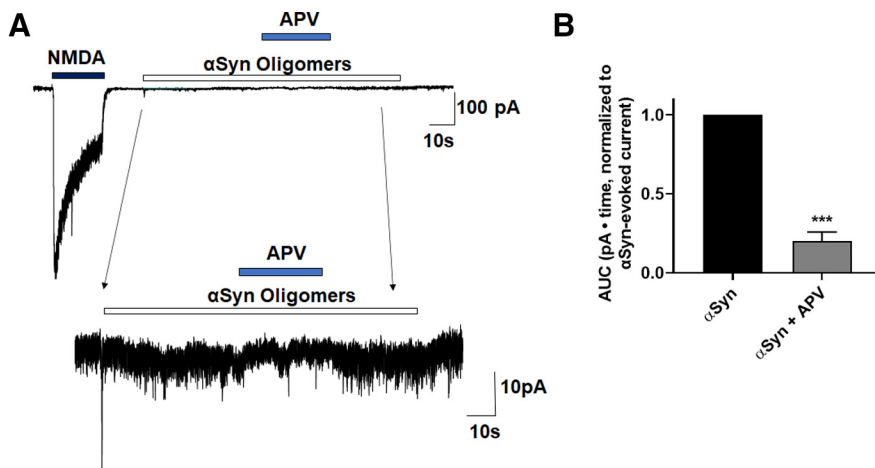 A
APV
NMDA
αSyn Oligomers
100 pA
10s
APV
αSyn Oligomers
10pA
10s
B
AUC (pA • time, normalized to
αSyn-evoked current)
1.0
0.5
0.0
***
αSyn
αSyn + APV